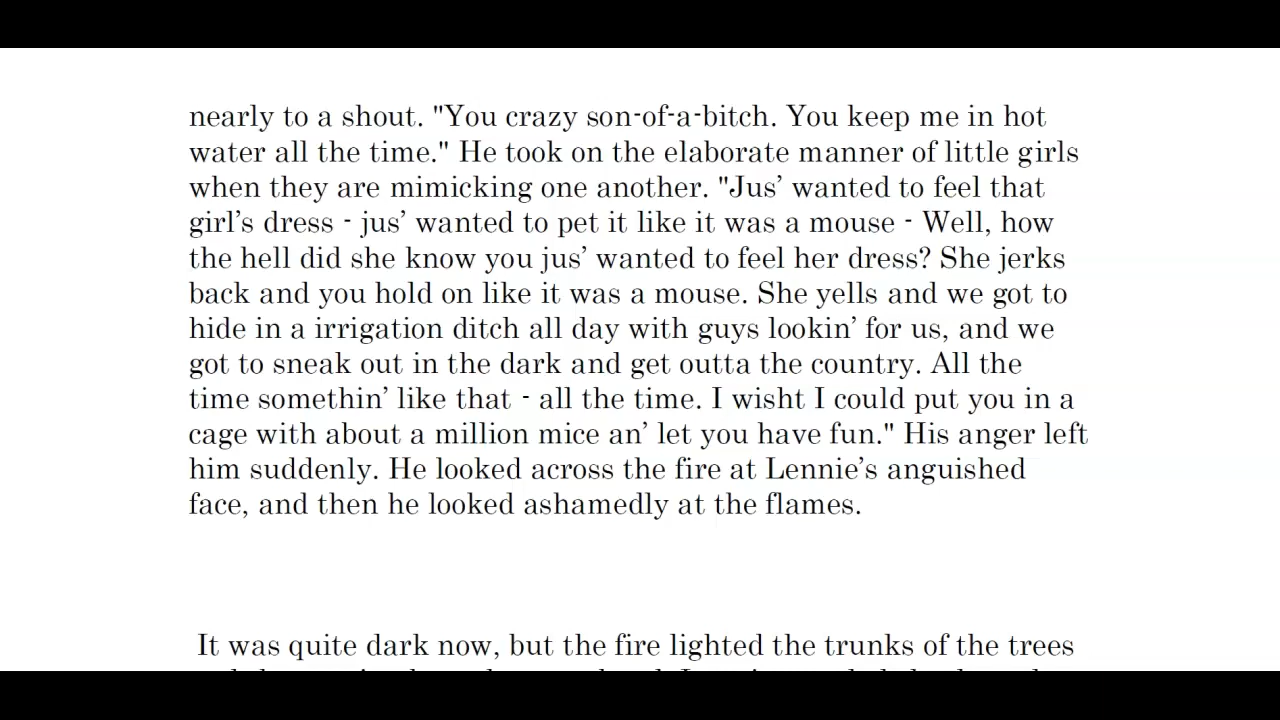 nearly to a shout. "You crazy son-of-a-bitch. You keep me in hot
water all the time." He took on the elaborate manner of little girls
when they are mimicking one another. "Jus’ wanted to feel that
girl’s dress - jus’ wanted to pet it like it was a mouse - Well, how
the hell did she know you jus’ wanted to feel her dress? She jerks
back and you hold on like it was a mouse. She yells and we got to
hide in a irrigation ditch all day with guys lookin’ for us, and we
got to sneak out in the dark and get outta the country. All the
time somethin’ like that - all the time. I wisht I could put you in a
cage with about a million mice an’ let you have fun." His anger left
him suddenly. He looked across the fire at Lennie’s anguished
face, and then he looked ashamedly at the flames.
It was quite dark now, but the fire lighted the trunks of the trees